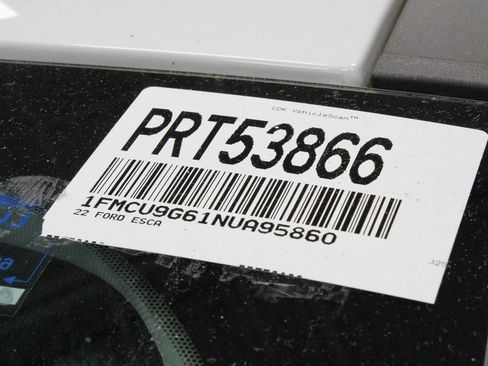 CDK VehicleScan™
PRT53866
1FMCU9G61NUA95860
22 FORD ESCA